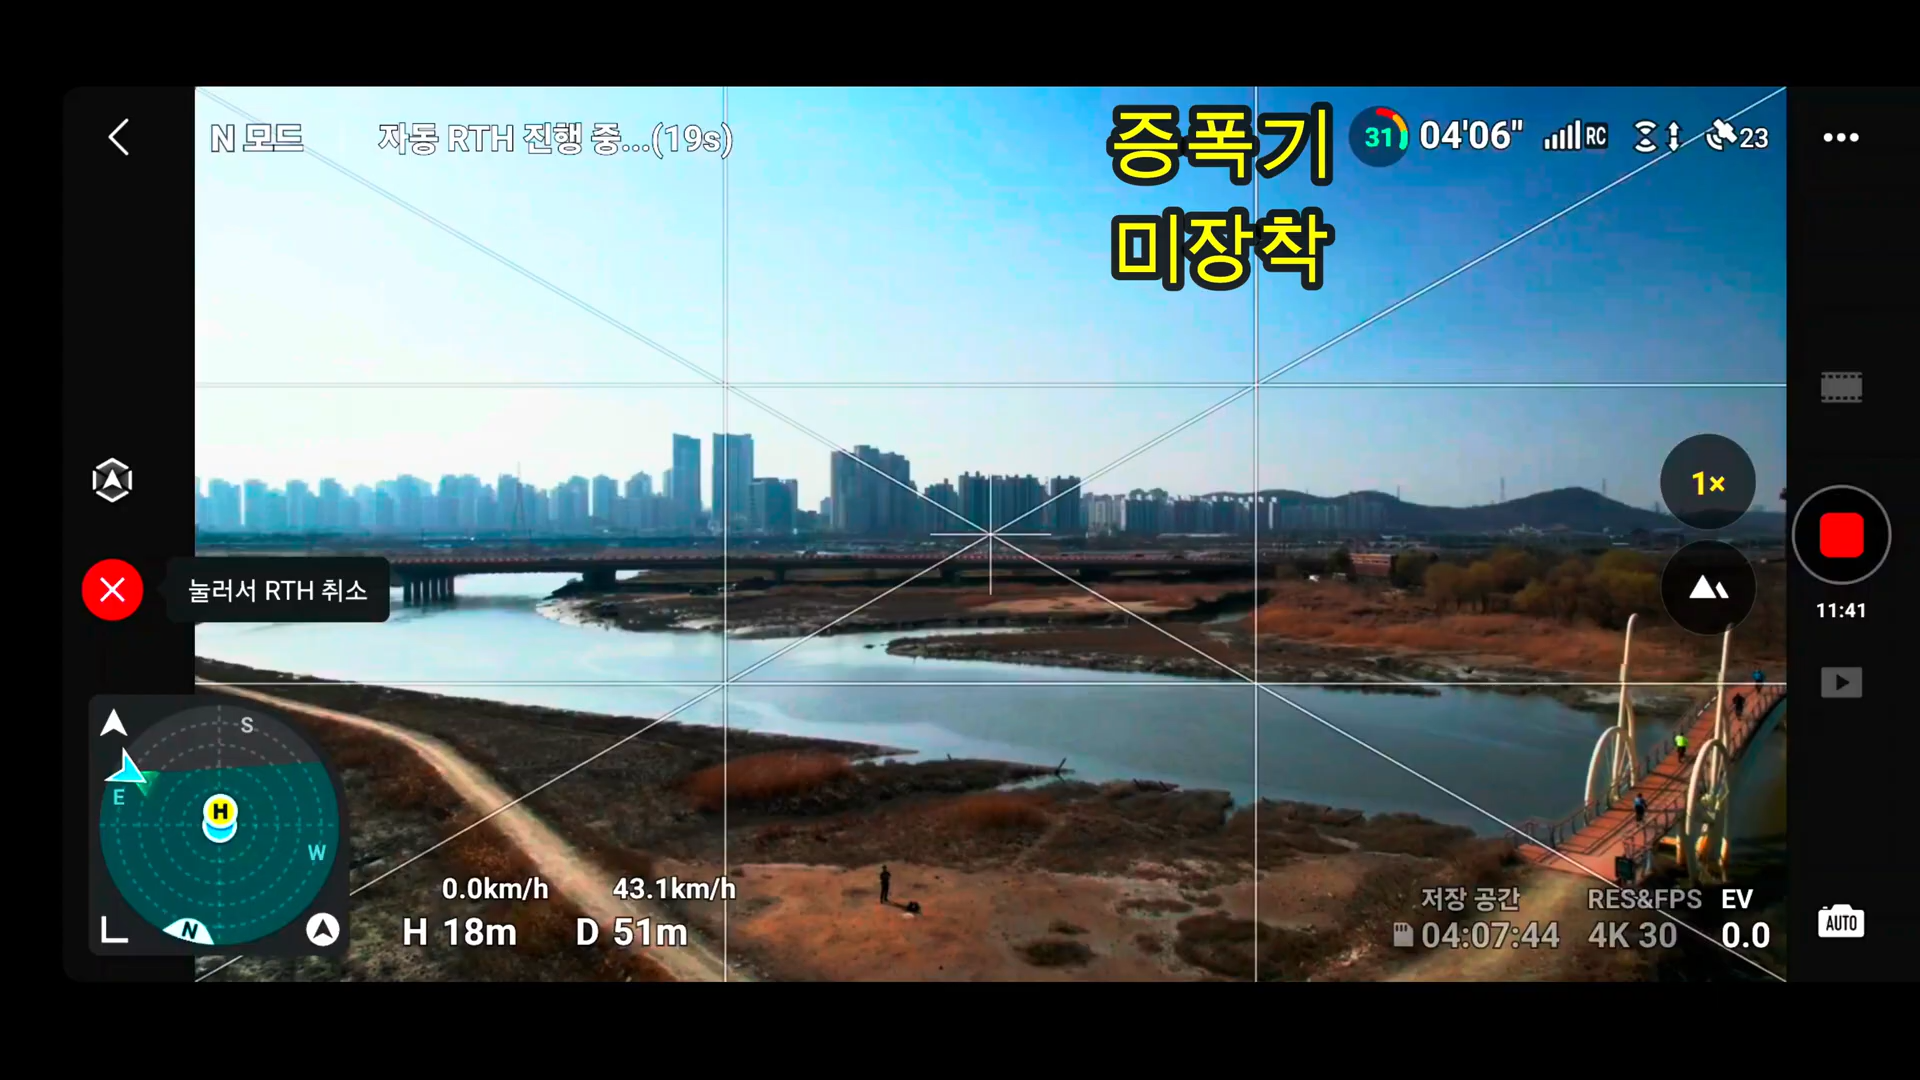 N 모드
자동 RTH 진행 중...(19s)
증폭기
미장착
31
04'06"
RC
23
1×
눌러서 RTH 취소
11:41
S
E
H
W
N
0.0km/h
43.1km/h
H 18m
D 51m
저장 공간
RES&FPS
EV
04:07:44
4K 30
0.0
AUTO